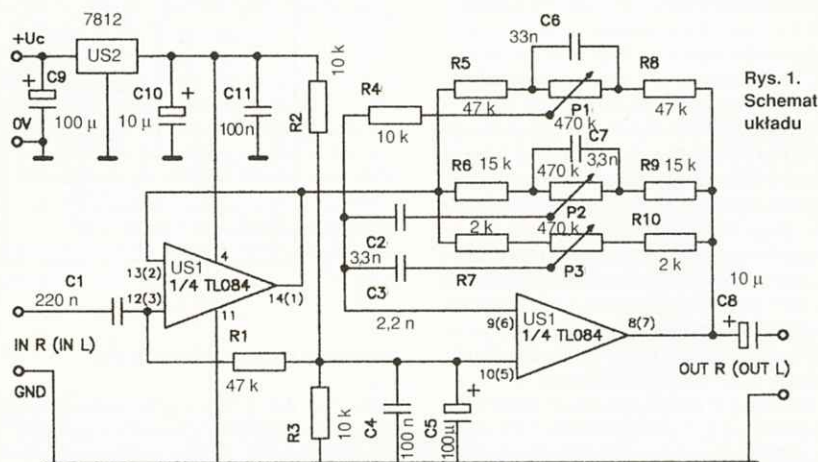 7812
+Uc
US2
C9
100 µ
0V
C10
10 µ
C11
100n
R2
10 k
R4
10 k
C6
33n
R5
47 k
P1
470 k
R8
47 k
C7
3,3n
R6
15 k
470 k
P2
R9
15 k
2 k
R7
470 k
P3
R10
2 k
C2
3,3n
C3
2,2 n
Rys. 1.
Schemat
układu
C1
220 n
13(2)
12(3)
US1
1/4 TL084
4
11
14(1)
IN R (IN L)
GND
R1
47 k
R3
10 k
C4
100 n
C5
100µ
9(6)
10(5)
US1
1/4 TL084
8(7)
10 µ
C8
OUT R (OUT L)